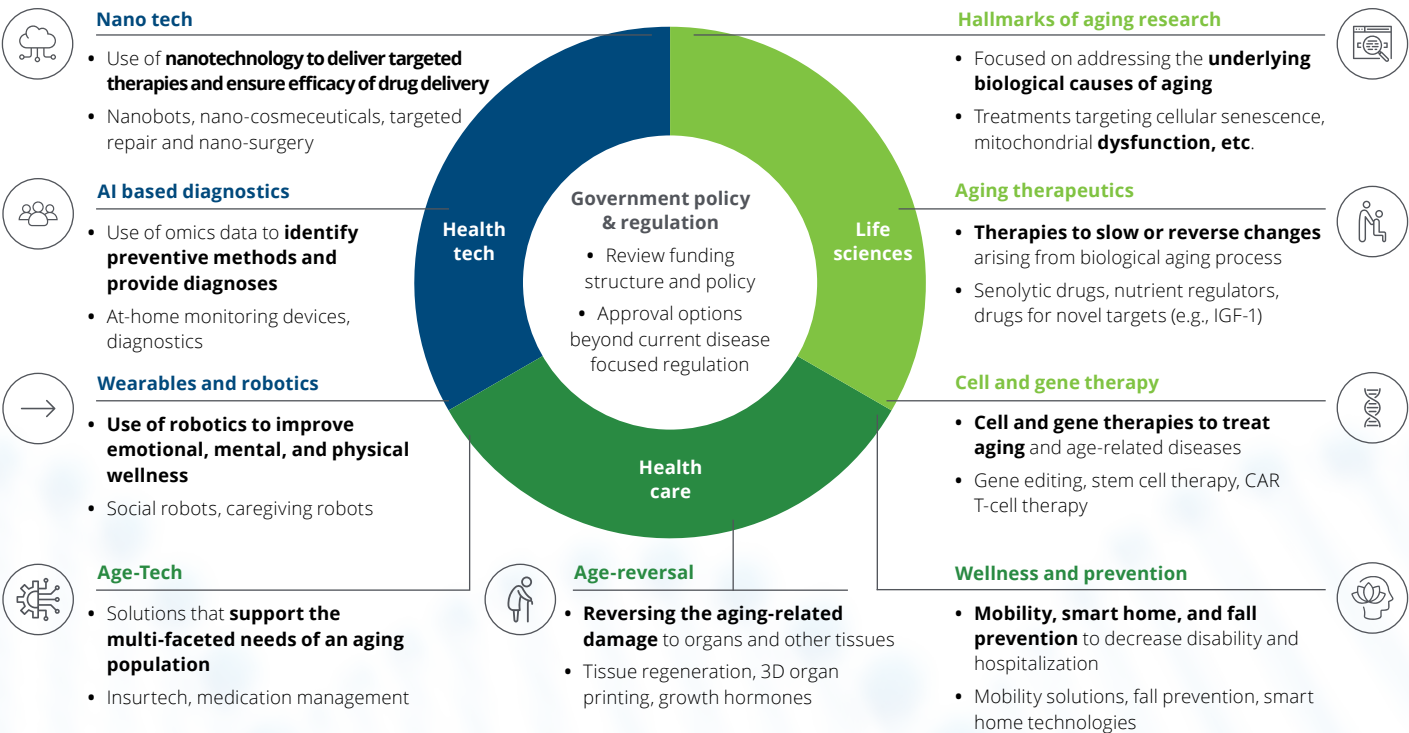 Nano tech
• Use of nanotechnology to deliver targeted
therapies and ensure efficacy of drug delivery
• Nanobots, nano-cosmeceuticals, targeted
repair and nano-surgery
AI based diagnostics
• Use of omics data to identify
preventive methods and
provide diagnoses
• At-home monitoring devices,
diagnostics
Wearables and robotics
• Use of robotics to improve
emotional, mental, and physical
wellness
• Social robots, caregiving robots
Age-Tech
• Solutions that support the
multi-faceted needs of an aging
population
• Insurtech, medication management
Health
tech
Government policy
& regulation
• Review funding
structure and policy
• Approval options
beyond current disease
focused regulation
Life
sciences
Health
care
Age-reversal
• Reversing the aging-related
damage to organs and other tissues
• Tissue regeneration, 3D organ
printing, growth hormones
Hallmarks of aging research
• Focused on addressing the underlying
biological causes of aging
• Treatments targeting cellular senescence,
mitochondrial dysfunction, etc.
Aging therapeutics
• Therapies to slow or reverse changes
arising from biological aging process
• Senolytic drugs, nutrient regulators,
drugs for novel targets (e.g., IGF-1)
Cell and gene therapy
• Cell and gene therapies to treat
aging and age-related diseases
• Gene editing, stem cell therapy, CAR
T-cell therapy
Wellness and prevention
• Mobility, smart home, and fall
prevention to decrease disability and
hospitalization
• Mobility solutions, fall prevention, smart
home technologies